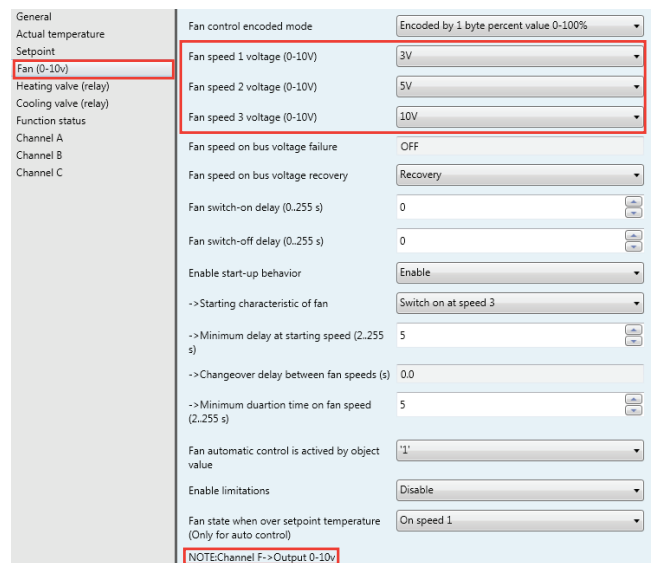 General
Actual temperature
Setpoint
Fan (0-10v)
Heating valve (relay)
Cooling valve (relay)
Function status
Channel A
Channel B
Channel C
Fan control encoded mode
Encoded by 1 byte percent value 0-100%
Fan speed 1 voltage (0-10V)
3V
Fan speed 2 voltage (0-10V)
5V
Fan speed 3 voltage (0-10V)
10V
Fan speed on bus voltage failure
OFF
Fan speed on bus voltage recovery
Recovery
Fan switch-on delay (0..255 s)
0
Fan switch-off delay (0..255 s)
0
Enable start-up behavior
Enable
->Starting characteristic of fan
Switch on at speed 3
->Minimum delay at starting speed (2..255
s)
5
->Changeover delay between fan speeds (s)
0.0
->Minimum duartion time on fan speed
(2..255 s)
5
Fan automatic control is actived by object
value
'1'
Enable limitations
Disable
Fan state when over setpoint temperature
(Only for auto control)
On speed 1
NOTE:Channel F->Output 0-10v